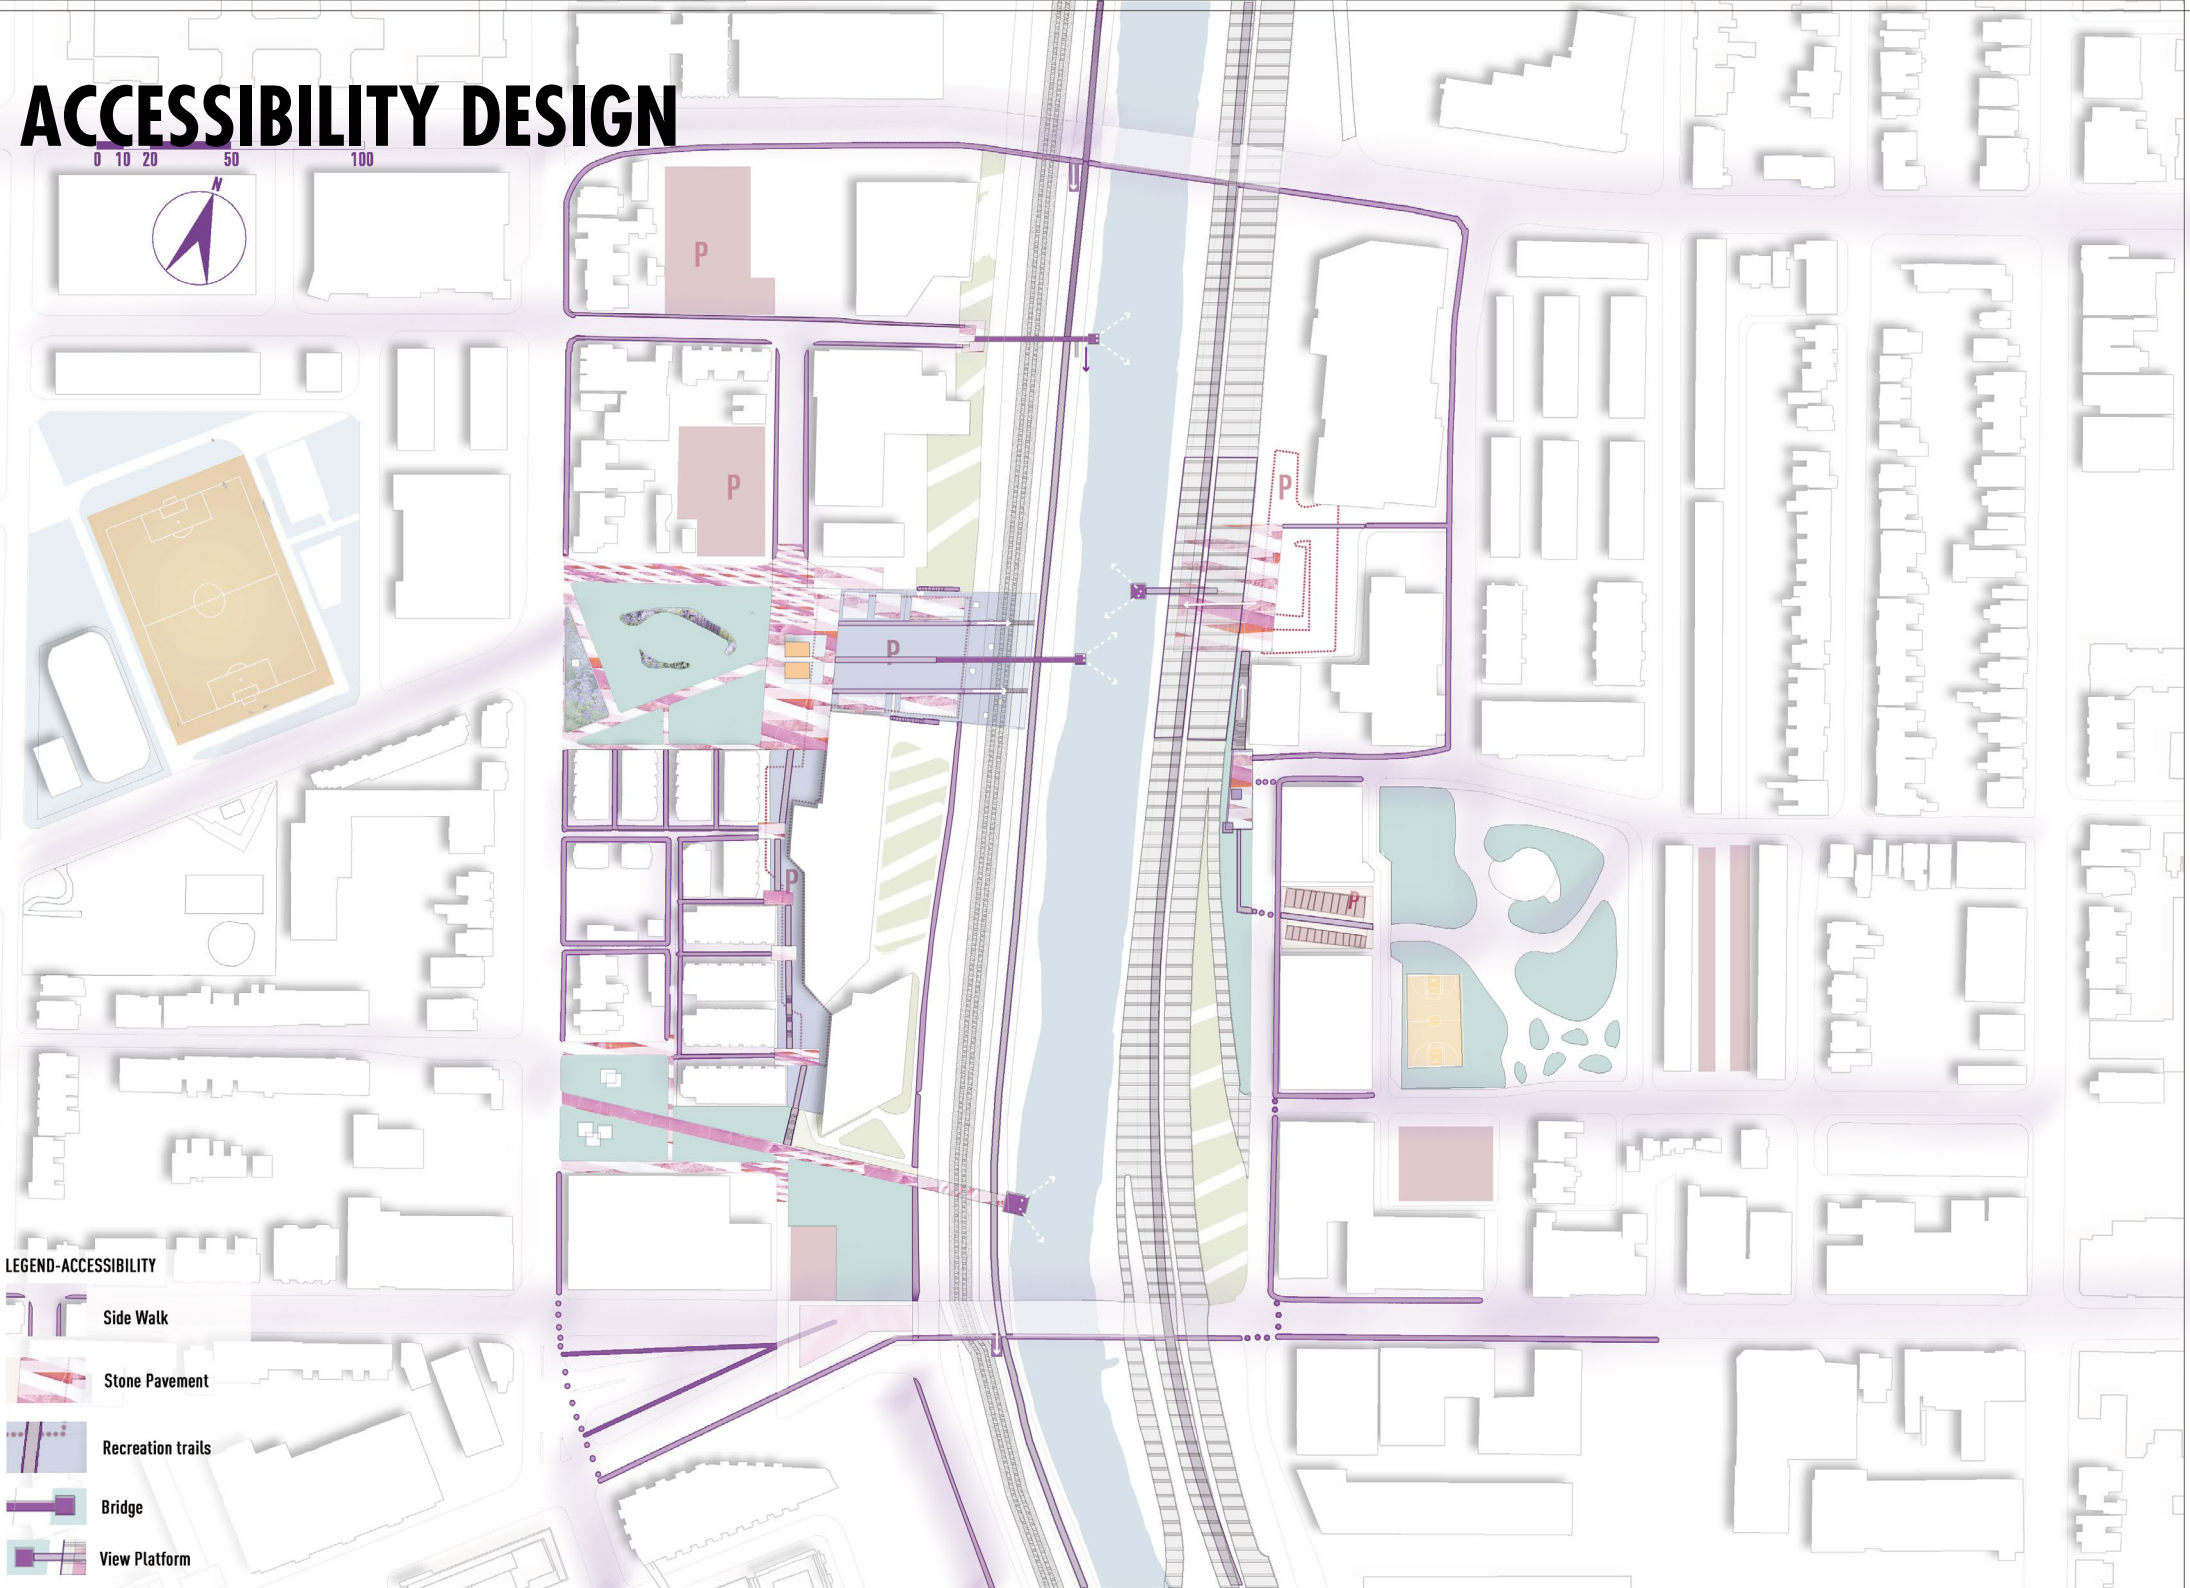 ACCESSIBILITY DESIGN
0 10 20 50 100
N
P
P
P
P
P
P
LEGEND-ACCESSIBILITY
Side Walk
Stone Pavement
Recreation trails
Bridge
View Platform